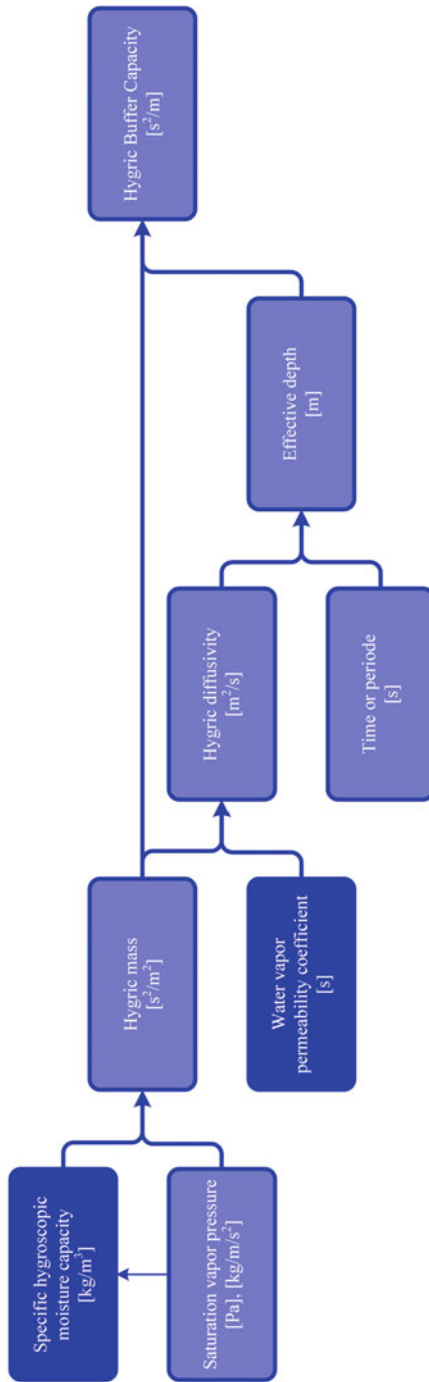 Specific hygroscopic
moisture capacity
[kg/m³]
Saturation vapor pressure
[Pa], [kg/m/s²]
Hygric mass
[s²/m²]
Water vapor
permeability coefficient
[s]
Hygric diffusivity
[m²/s]
Time or periode
[s]
Effective depth
[m]
Hygric Buffer Capacity
[s²/m]